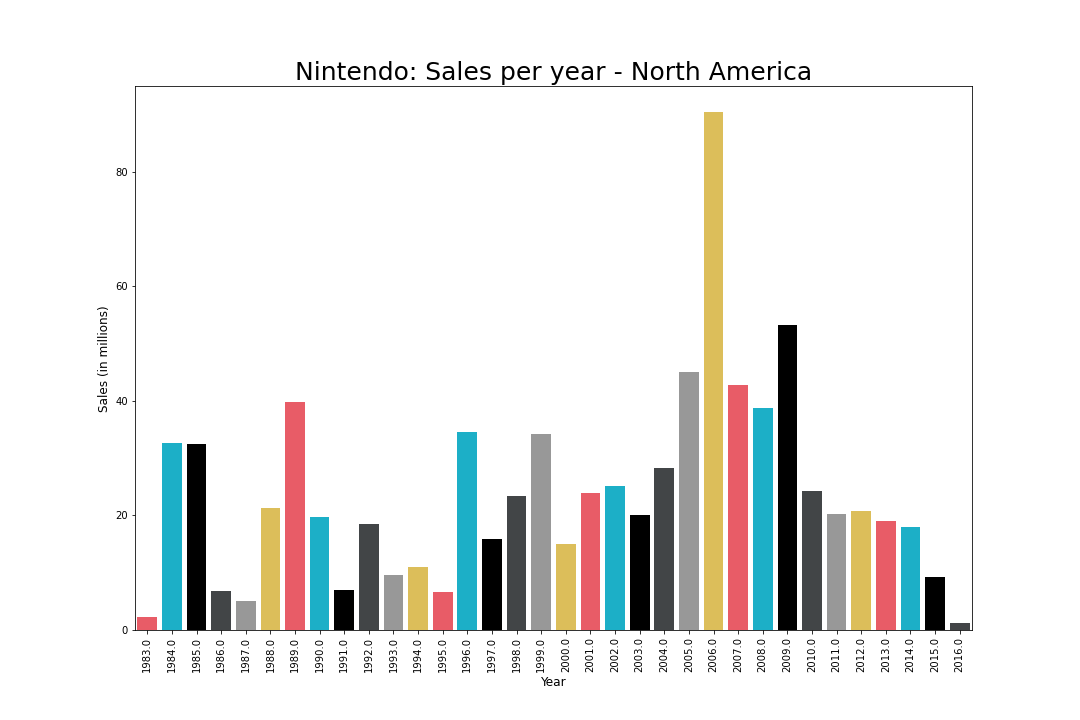 Nintendo: Sales per year - North America
Sales (in millions)
80
60
40
20
0
1983.0 1984.0 1985.0 1986.0 1987.0 1988.0 1989.0 1990.0 1991.0 1992.0 1993.0 1994.0 1995.0 1996.0 1997.0 1998.0 1999.0 2000.0 2001.0 2002.0 2003.0 2004.0 2005.0 2006.0 2007.0 2008.0 2009.0 2010.0 2011.0 2012.0 2013.0 2014.0 2015.0 2016.0
Year